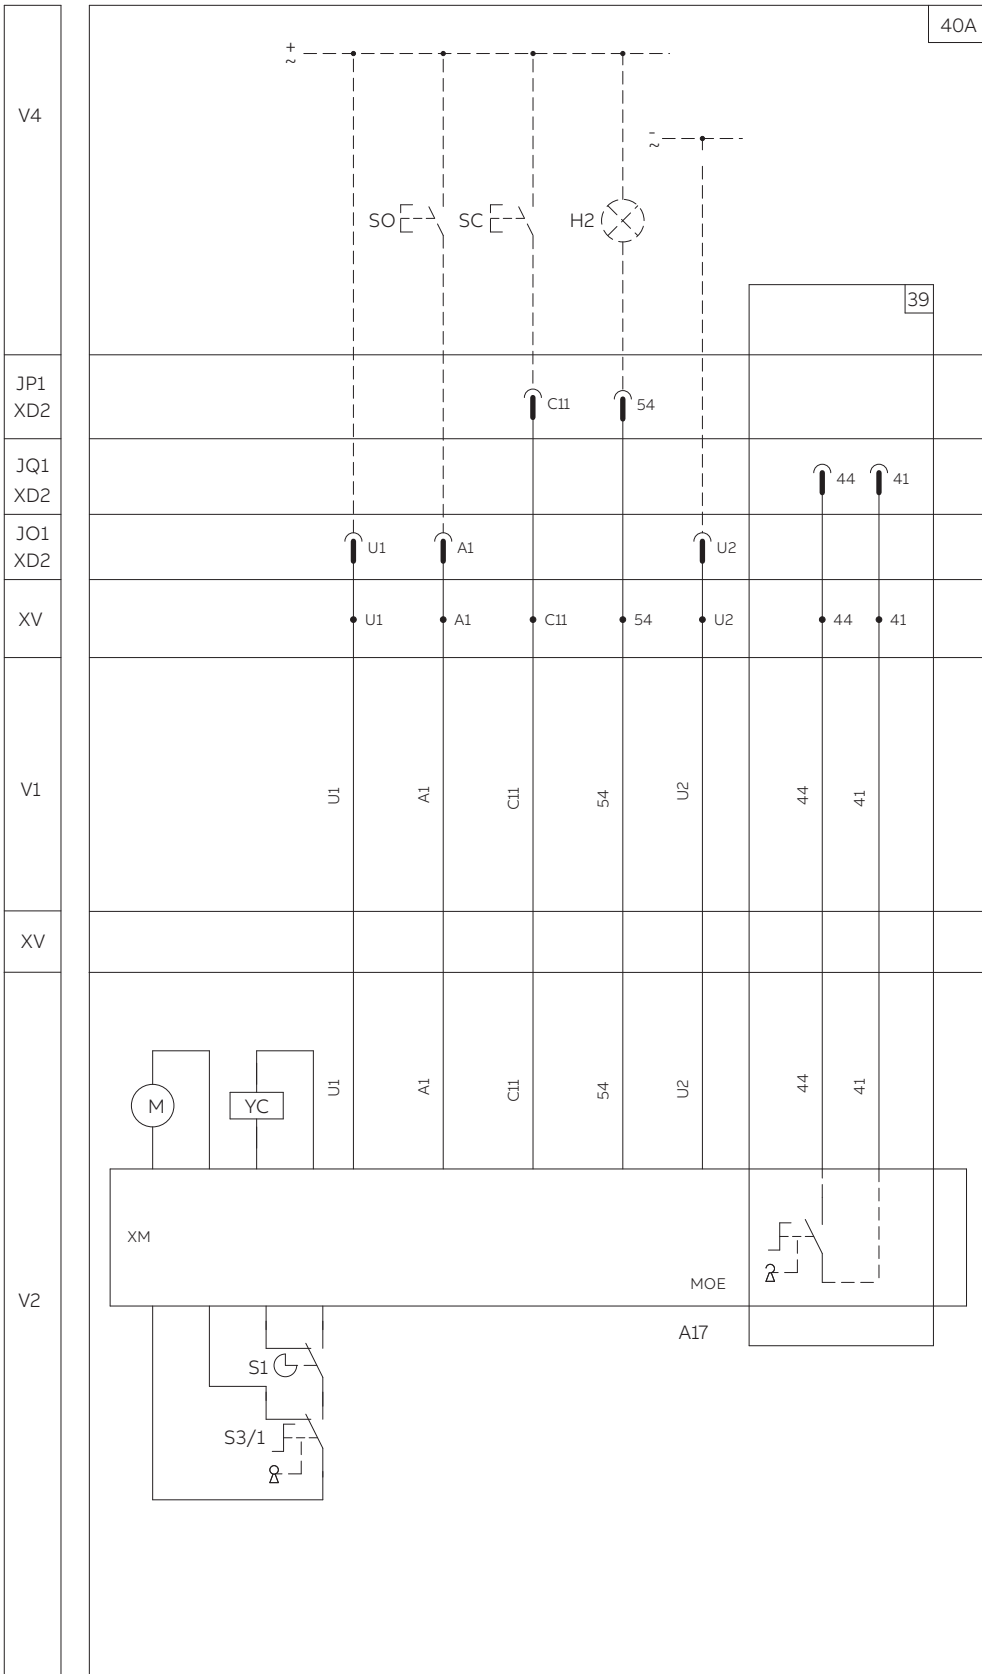 40A
V4
+
~
-
~
SO
SC
H2
39
JP1
XD2
C11
54
JQ1
XD2
44
41
JO1
XD2
U1
A1
U2
XV
U1
A1
C11
54
U2
44
41
V1
U1
A1
C11
54
U2
44
41
XV
V2
M
YC
U1
A1
C11
54
U2
44
41
XM
MOE
A17
S1
S3/1